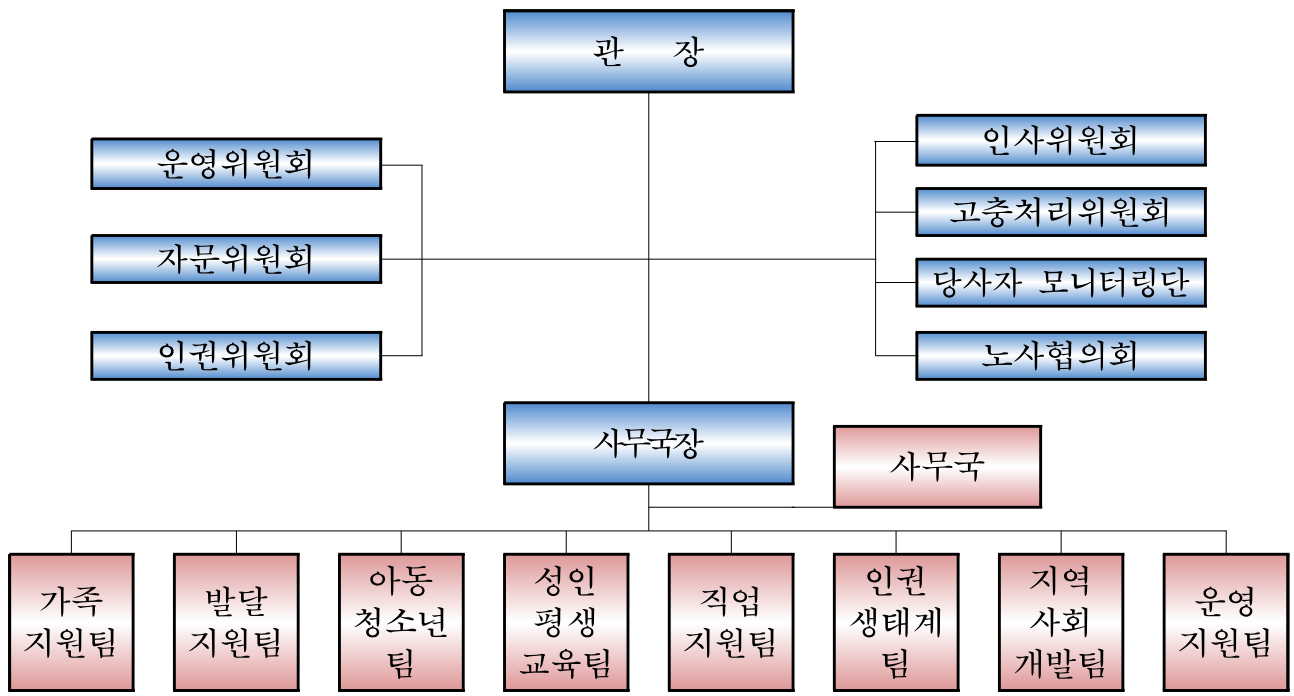 관 장
운영위원회
자문위원회
인권위원회
인사위원회
고충처리위원회
당사자 모니터링단
노사협의회
사무국장
사무국
가족
지원팀
발달
지원팀
아동
청소년
팀
성인
평생
교육팀
직업
지원팀
인권
생태계
팀
지역
사회
개발팀
운영
지원팀